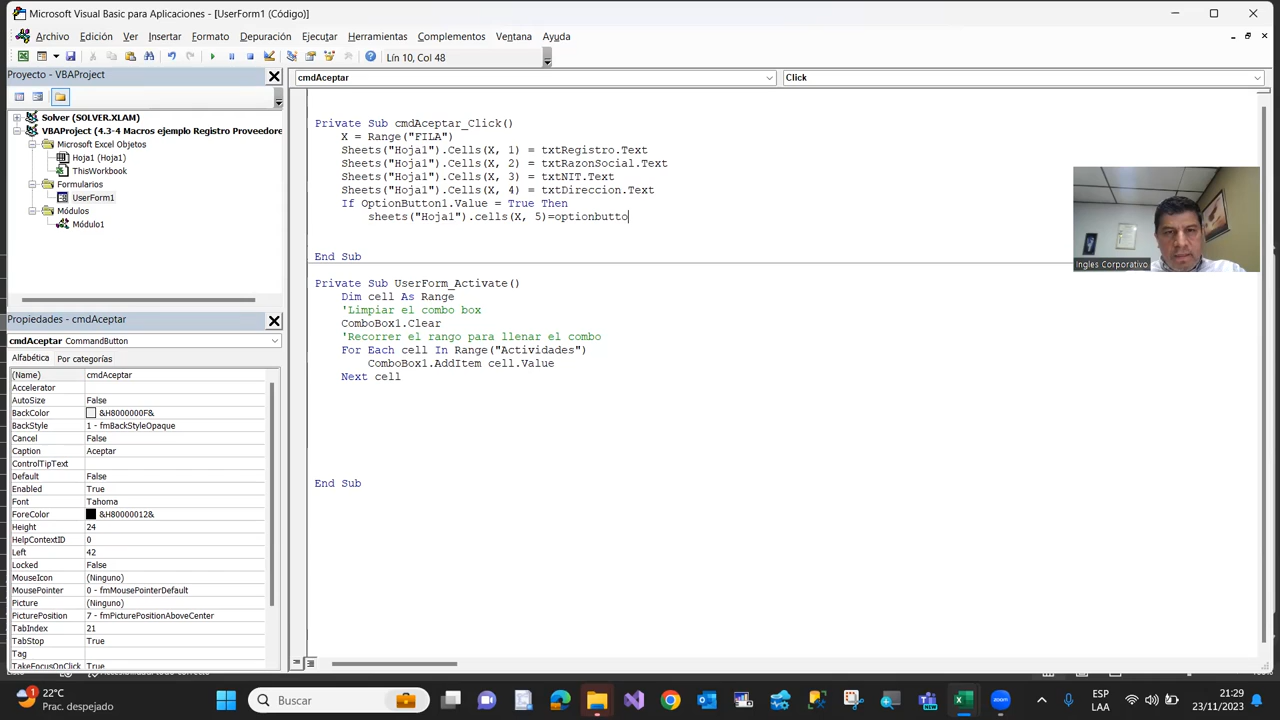 Microsoft Visual Basic para Aplicaciones - [UserForm1 (Código)]
Archivo Edición Ver Insertar Formato Depuración Ejecutar Herramientas Complementos Ventana Ayuda
Lín 10, Col 48
Proyecto - VBAProject
cmdAceptar Click
Solver (SOLVER.XLAM)
VBAProject (4.3-4 Macros ejemplo Registro Proveedore
Microsoft Excel Objetos
Hoja1 (Hoja1)
ThisWorkbook
Formularios
UserForm1
Módulos
Módulo1
Propiedades - cmdAceptar
cmdAceptar CommandButton
Alfabética Por categorías
(Name) cmdAceptar
Accelerator
AutoSize False
BackColor &H8000000F&
BackStyle 1 - fmBackStyleOpaque
Cancel False
Caption Aceptar
ControlTipText
Default False
Enabled True
Font Tahoma
ForeColor &H80000012&
Height 24
HelpContextID 0
Left 42
Locked False
MouseIcon (Ninguno)
MousePointer 0 - fmMousePointerDefault
Picture (Ninguno)
PicturePosition 7 - fmPicturePositionAboveCenter
TabIndex 21
TabStop True
Tag
TakeFocusOnClick True
Private Sub cmdAceptar_Click()
X = Range("FILA")
Sheets("Hoja1").Cells(X, 1) = txtRegistro.Text
Sheets("Hoja1").Cells(X, 2) = txtRazonSocial.Text
Sheets("Hoja1").Cells(X, 3) = txtNIT.Text
Sheets("Hoja1").Cells(X, 4) = txtDireccion.Text
If OptionButton1.Value = True Then
sheets("Hoja1").cells(X, 5)=optionbutto
End Sub
Private Sub UserForm_Activate()
Dim cell As Range
'Limpiar el combo box
ComboBox1.Clear
'Recorrer el rango para llenar el combo
For Each cell In Range("Actividades")
ComboBox1.AddItem cell.Value
Next cell
End Sub
Ingles Corporativo
1
22°C
Prac. despejado
Buscar
ESP
LAA
21:29
23/11/2023